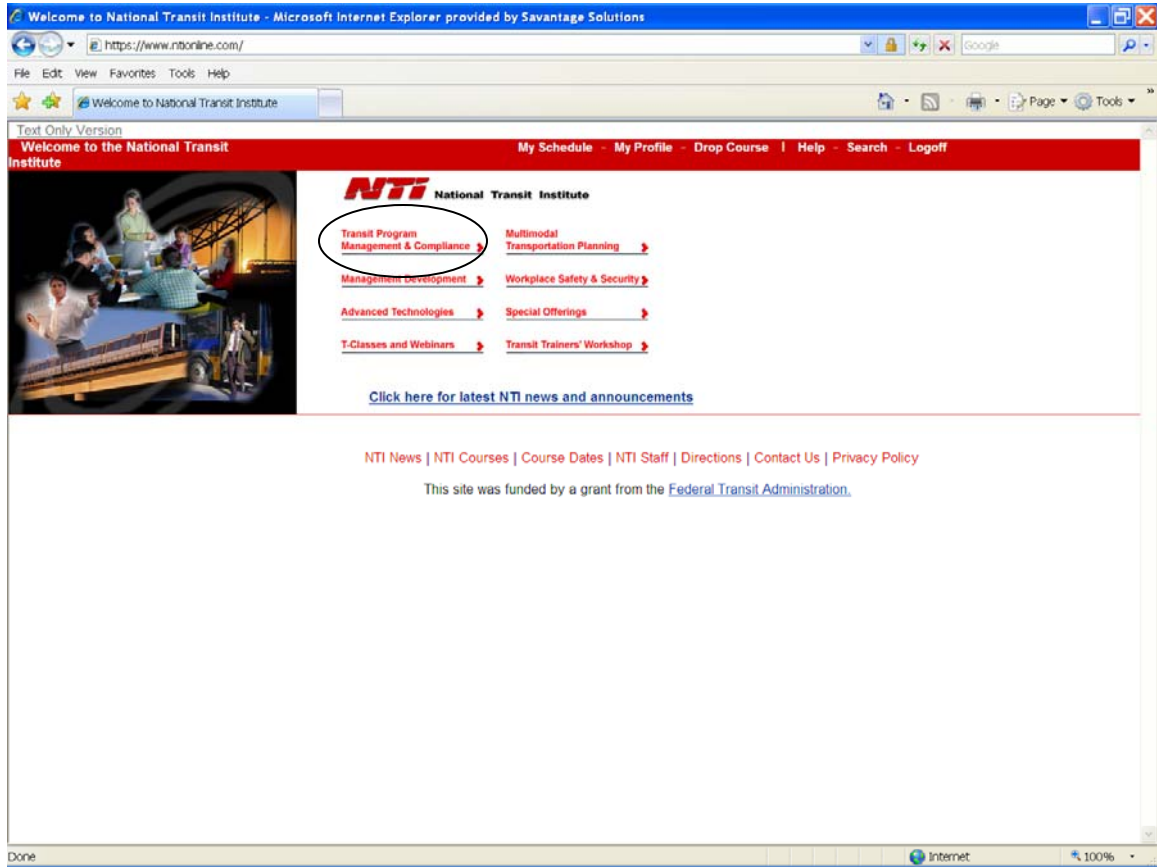 Welcome to National Transit Institute - Microsoft Internet Explorer provided by Savantage Solutions
https://www.ntionline.com/
Google
File Edit View Favorites Tools Help
Welcome to National Transit Institute
Page Tools
Text Only Version
Welcome to the National Transit
Institute
My Schedule - My Profile - Drop Course | Help - Search - Logoff
NTI National Transit Institute
Transit Program
Management & Compliance
Multimodal
Transportation Planning
Management Development
Workplace Safety & Security
Advanced Technologies
Special Offerings
T-Classes and Webinars
Transit Trainers' Workshop
Click here for latest NTI news and announcements
NTI News | NTI Courses | Course Dates | NTI Staff | Directions | Contact Us | Privacy Policy
This site was funded by a grant from the Federal Transit Administration.
Done
Internet
100%